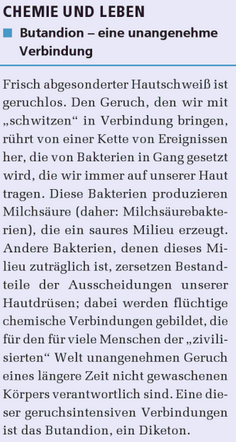 CHEMIE UND LEBEN
■ Butandion – eine unangenehme
Verbindung
Frisch abgesonderter Hautschweiß ist
geruchlos. Den Geruch, den wir mit
„schwitzen“ in Verbindung bringen,
rührt von einer Kette von Ereignissen
her, die von Bakterien in Gang gesetzt
wird, die wir immer auf unserer Haut
tragen. Diese Bakterien produzieren
Milchsäure (daher: Milchsäurebakte-
rien), die ein saures Milieu erzeugt.
Andere Bakterien, denen dieses Mi-
lieu zuträglich ist, zersetzen Bestand-
teile der Ausscheidungen unserer
Hautdrüsen; dabei werden flüchtige
chemische Verbindungen gebildet, die
für den für viele Menschen der „zivili-
sierten“ Welt unangenehmen Geruch
eines längere Zeit nicht gewaschenen
Körpers verantwortlich sind. Eine die-
ser geruchsintensiven Verbindungen
ist das Butandion, ein Diketon.